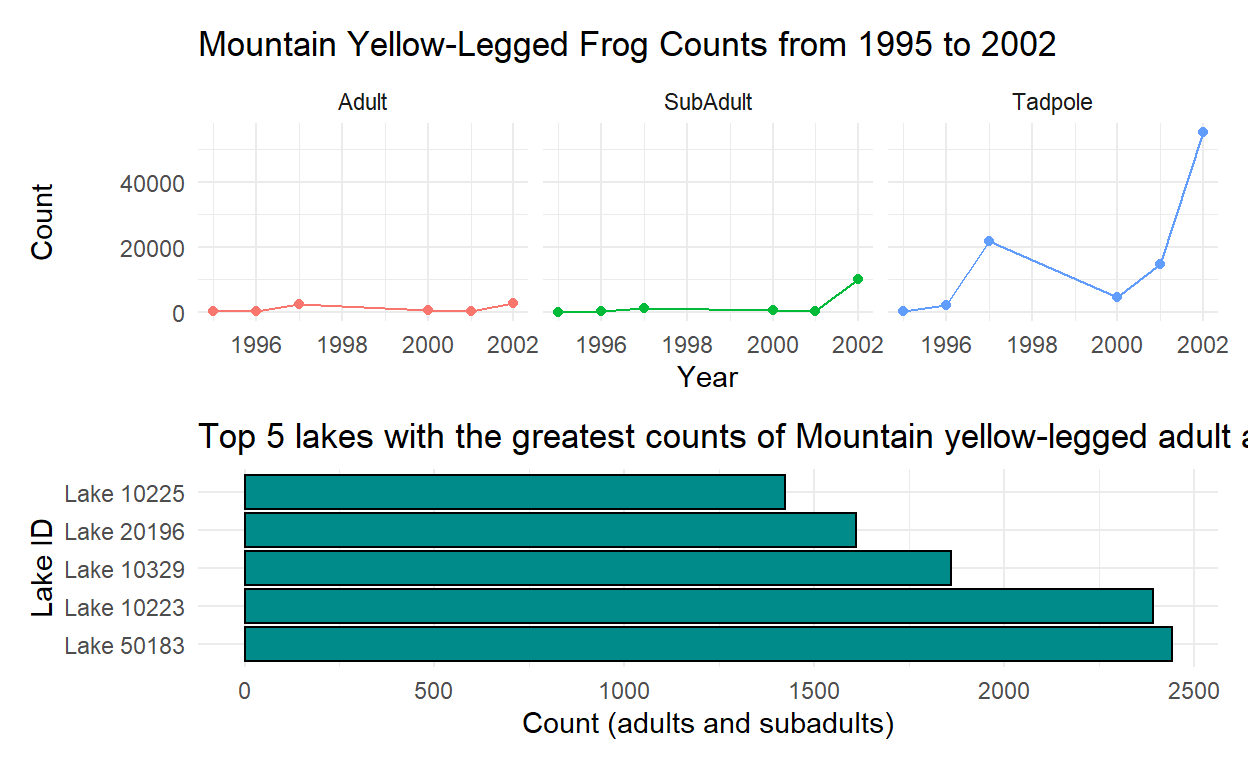 Mountain Yellow-Legged Frog Counts from 1995 to 2002
Adult
SubAdult
Tadpole
Count
40000
20000
0
1996 1998 2000 2002
1996 1998 2000 2002
1996 1998 2000 2002
Year
Top 5 lakes with the greatest counts of Mountain yellow-legged adult a
Lake ID
Lake 10225
Lake 20196
Lake 10329
Lake 10223
Lake 50183
0 500 1000 1500 2000 2500
Count (adults and subadults)